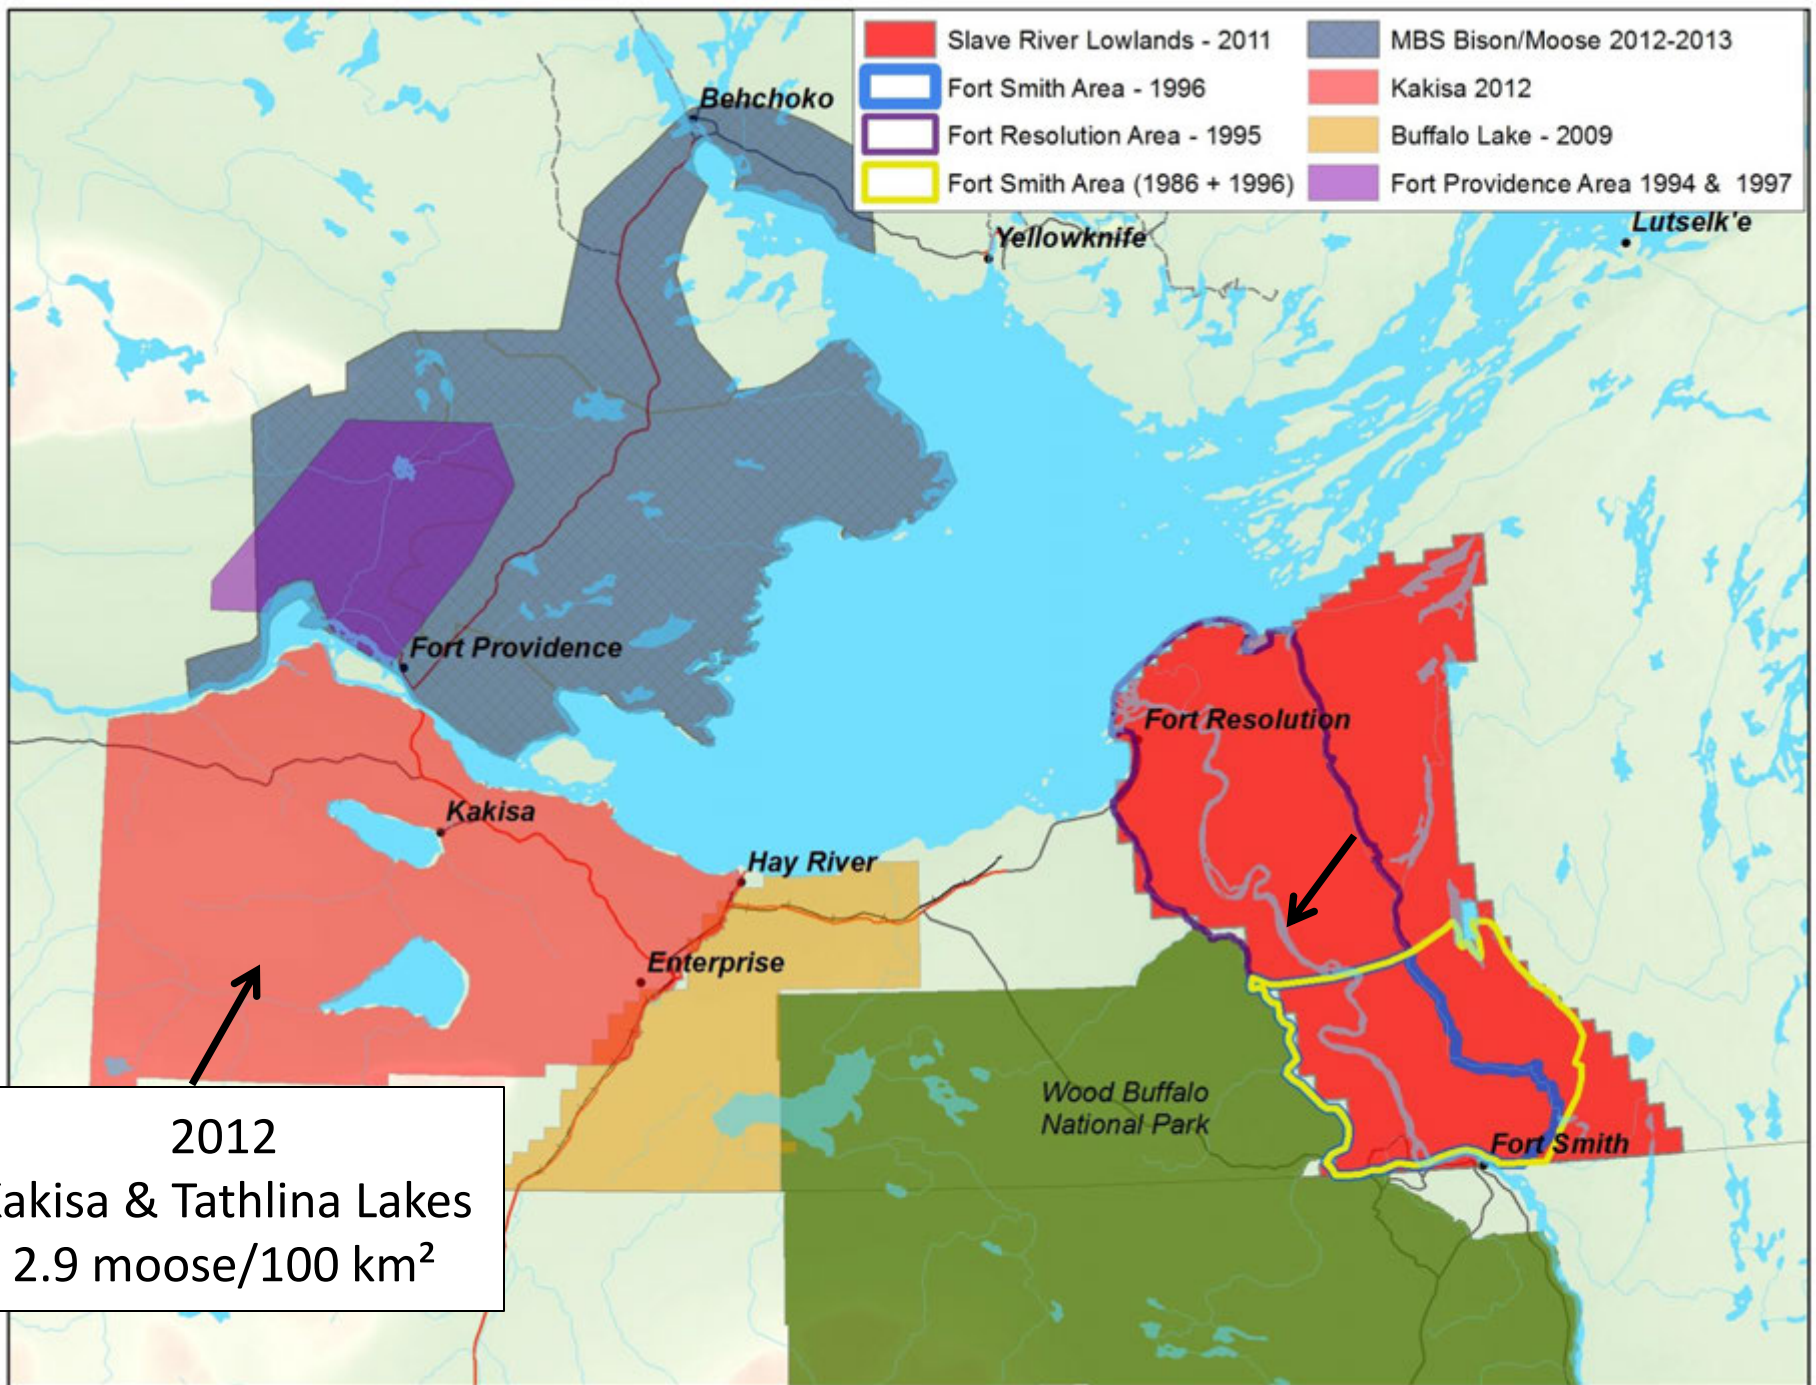 Slave River Lowlands - 2011
Fort Smith Area - 1996
Fort Resolution Area - 1995
Fort Smith Area (1986 + 1996)
MBS Bison/Moose 2012-2013
Kakisa 2012
Buffalo Lake - 2009
Fort Providence Area 1994 & 1997
Behchoko
Yellowknife
Lutselk'e
Fort Providence
Fort Resolution
Kakisa
Hay River
Enterprise
Wood Buffalo
National Park
Fort Smith
2012
akisa & Tathlina Lakes
2.9 moose/100 km²